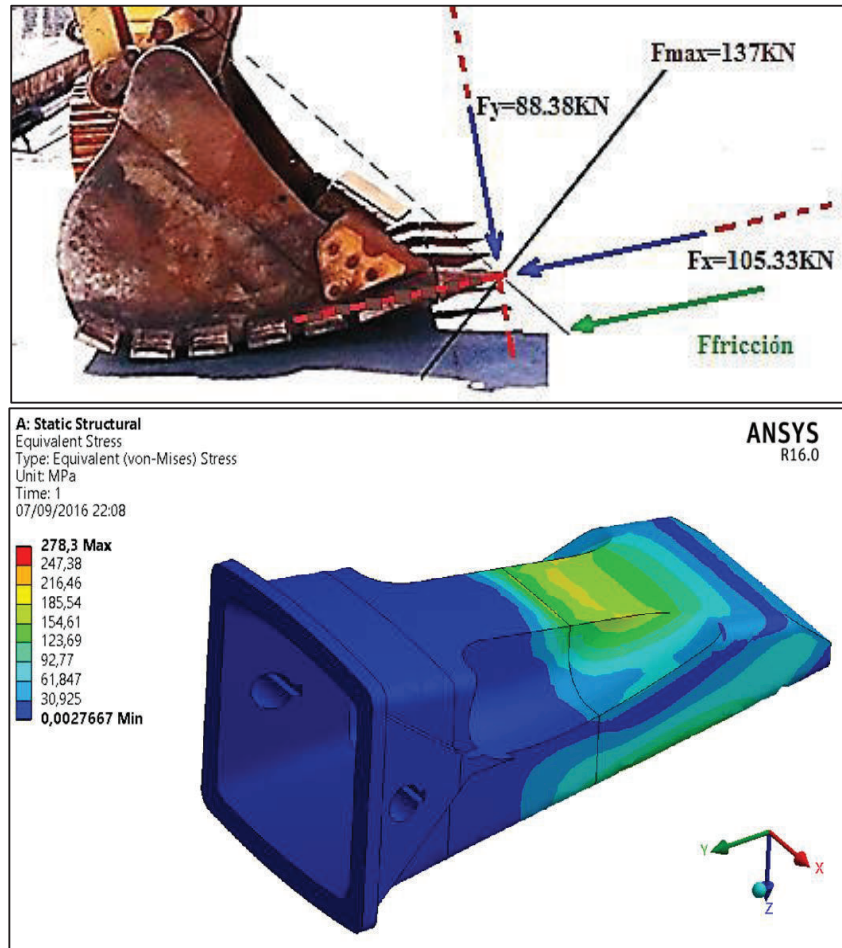 Fmax=137KN
Fy=88.38KN
Fx=105.33KN
Ffricción
A: Static Structural
Equivalent Stress
Type: Equivalent (von-Mises) Stress
Unit: MPa
Time: 1
07/09/2016 22:08
ANSYS
R16.0
278,3 Max
247,38
216,46
185,54
154,61
123,69
92,77
61,847
30,925
0,0027667 Min
Y
X
Z